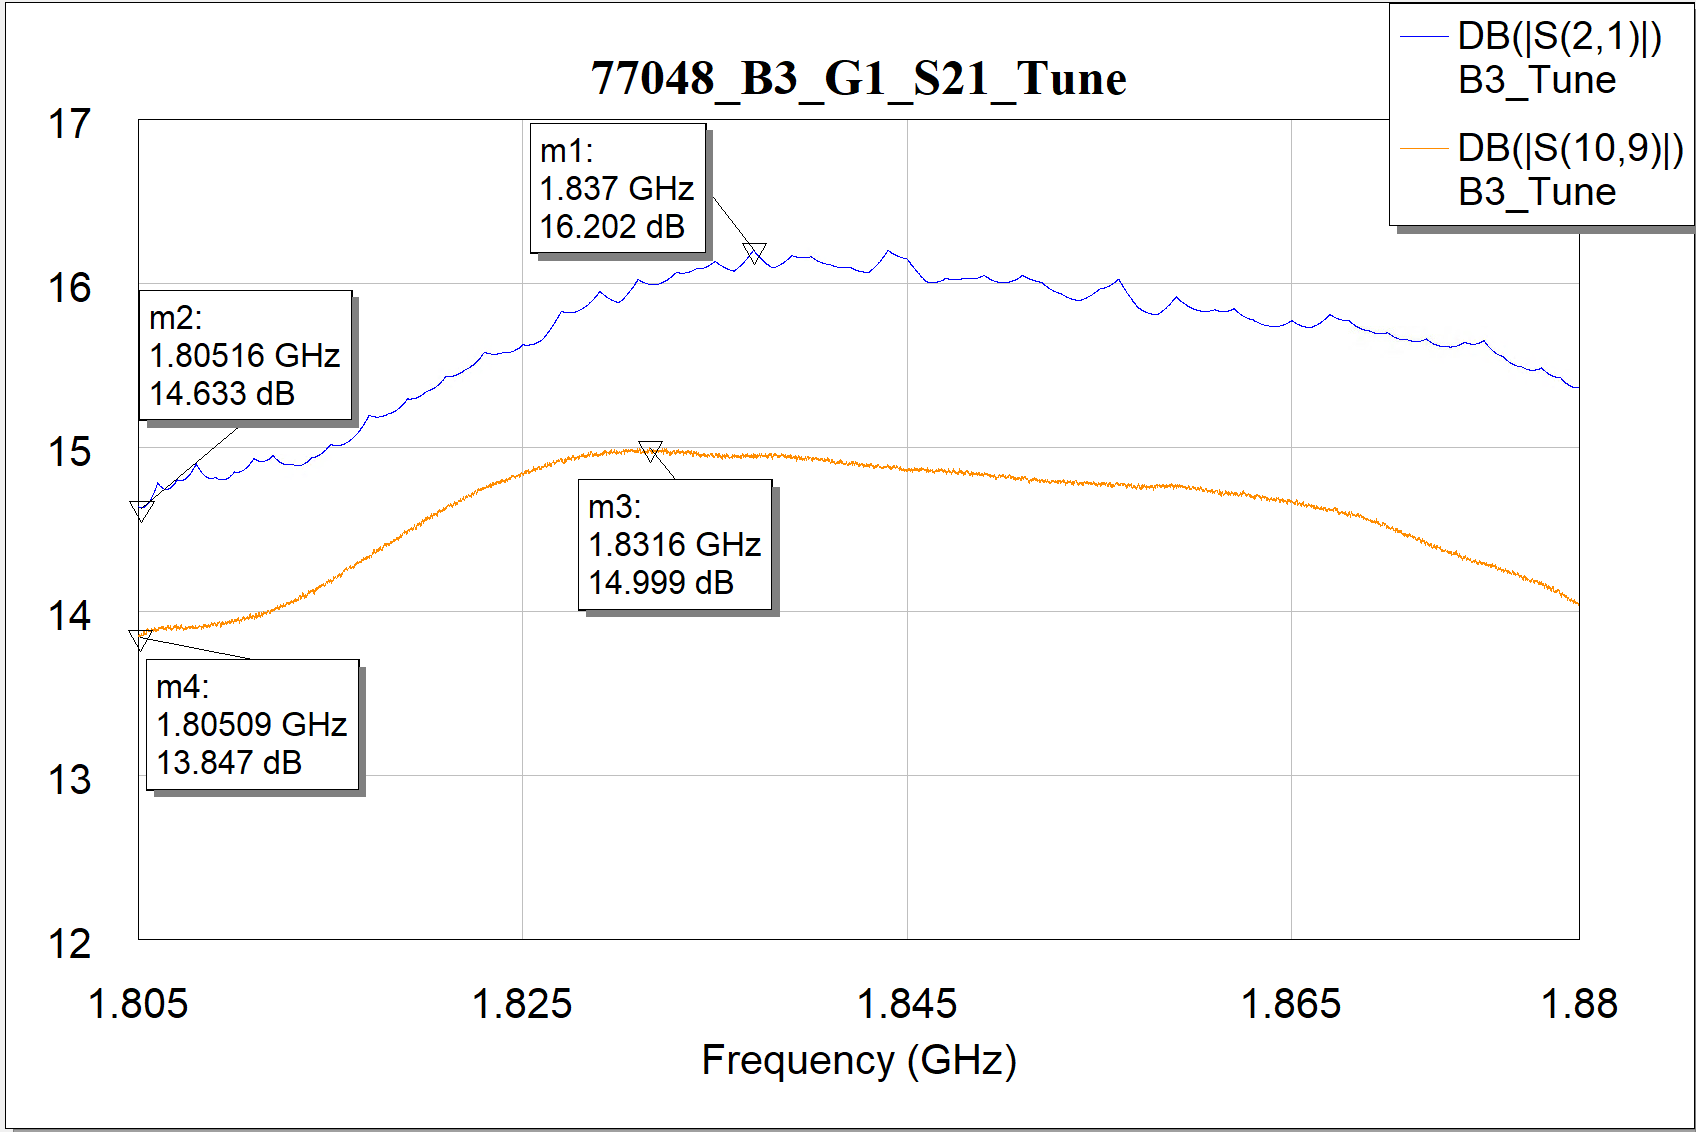 77048_B3_G1_S21_Tune
DB(|S(2,1)|)
B3_Tune
DB(|S(10,9)|)
B3_Tune
17
16
15
14
13
12
m1:
1.837 GHz
16.202 dB
m2:
1.80516 GHz
14.633 dB
m3:
1.8316 GHz
14.999 dB
m4:
1.80509 GHz
13.847 dB
1.805
1.825
1.845
1.865
1.88
Frequency (GHz)